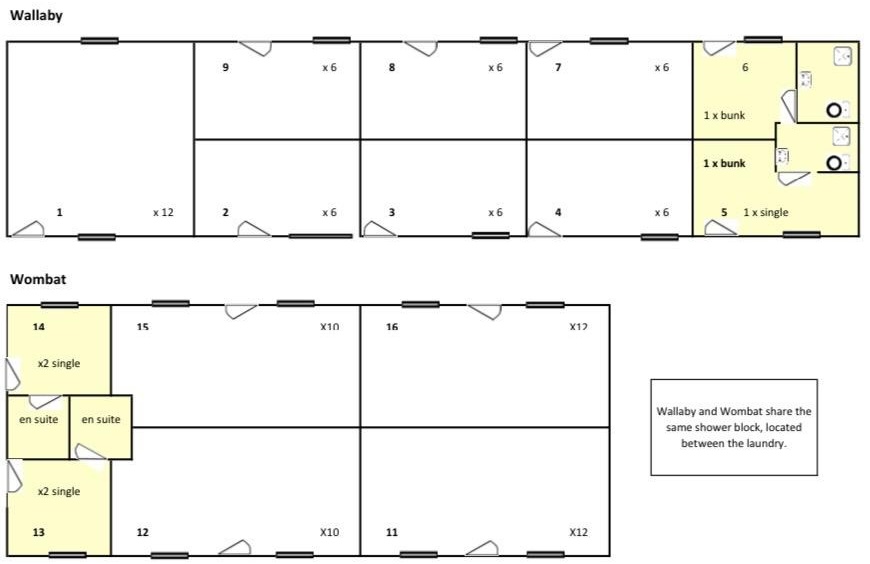 Wallaby
9 x 6
8 x 6
7 x 6
6
1 x bunk
1 x bunk
1 x 12
2 x 6
3 x 6
4 x 6
5 1 x single
Wombat
14
x2 single
15 X10
16 X12
en suite
en suite
x2 single
13
12 X10
11 X12
Wallaby and Wombat share the
same shower block, located
between the laundry.